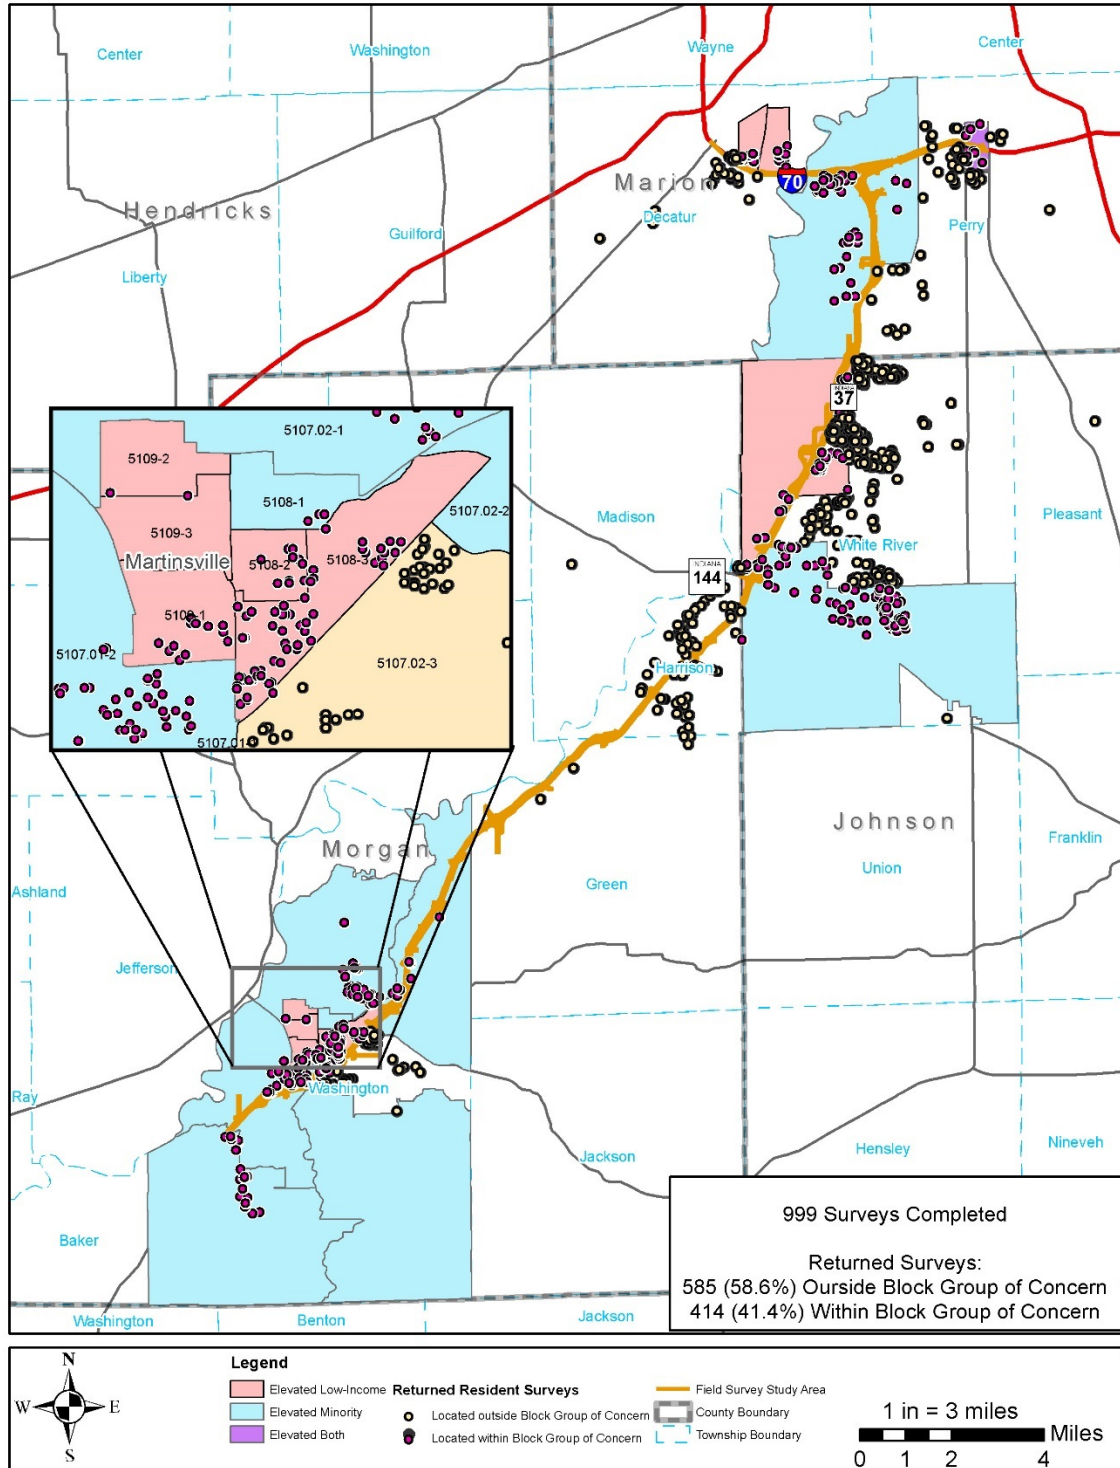 Center
Washington
Wayne
Center
Hendricks
Marion
70
Guilford
Decatur
Perry
Liberty
37
5107.02-1
5109-2
5108-1
5107.02-2
5109-3
Martinsville
5108-2
5108-3
5109-1
5107.01-2
5107.02-3
Madison
Pleasant
White River
INDIANA
144
Harrison
Morgan
Johnson
Franklin
Union
Green
Ashland
Jefferson
Ray
Washington
Jackson
Hensley
Nineveh
Baker
Washington
Benton
Jackson
999 Surveys Completed
Returned Surveys:
585 (58.6%) Ourside Block Group of Concern
414 (41.4%) Within Block Group of Concern
N
W
E
S
Legend
Elevated Low-Income
Elevated Minority
Elevated Both
Returned Resident Surveys
Located outside Block Group of Concern
Located within Block Group of Concern
Field Survey Study Area
County Boundary
Township Boundary
1 in = 3 miles
Miles
0 1 2 4